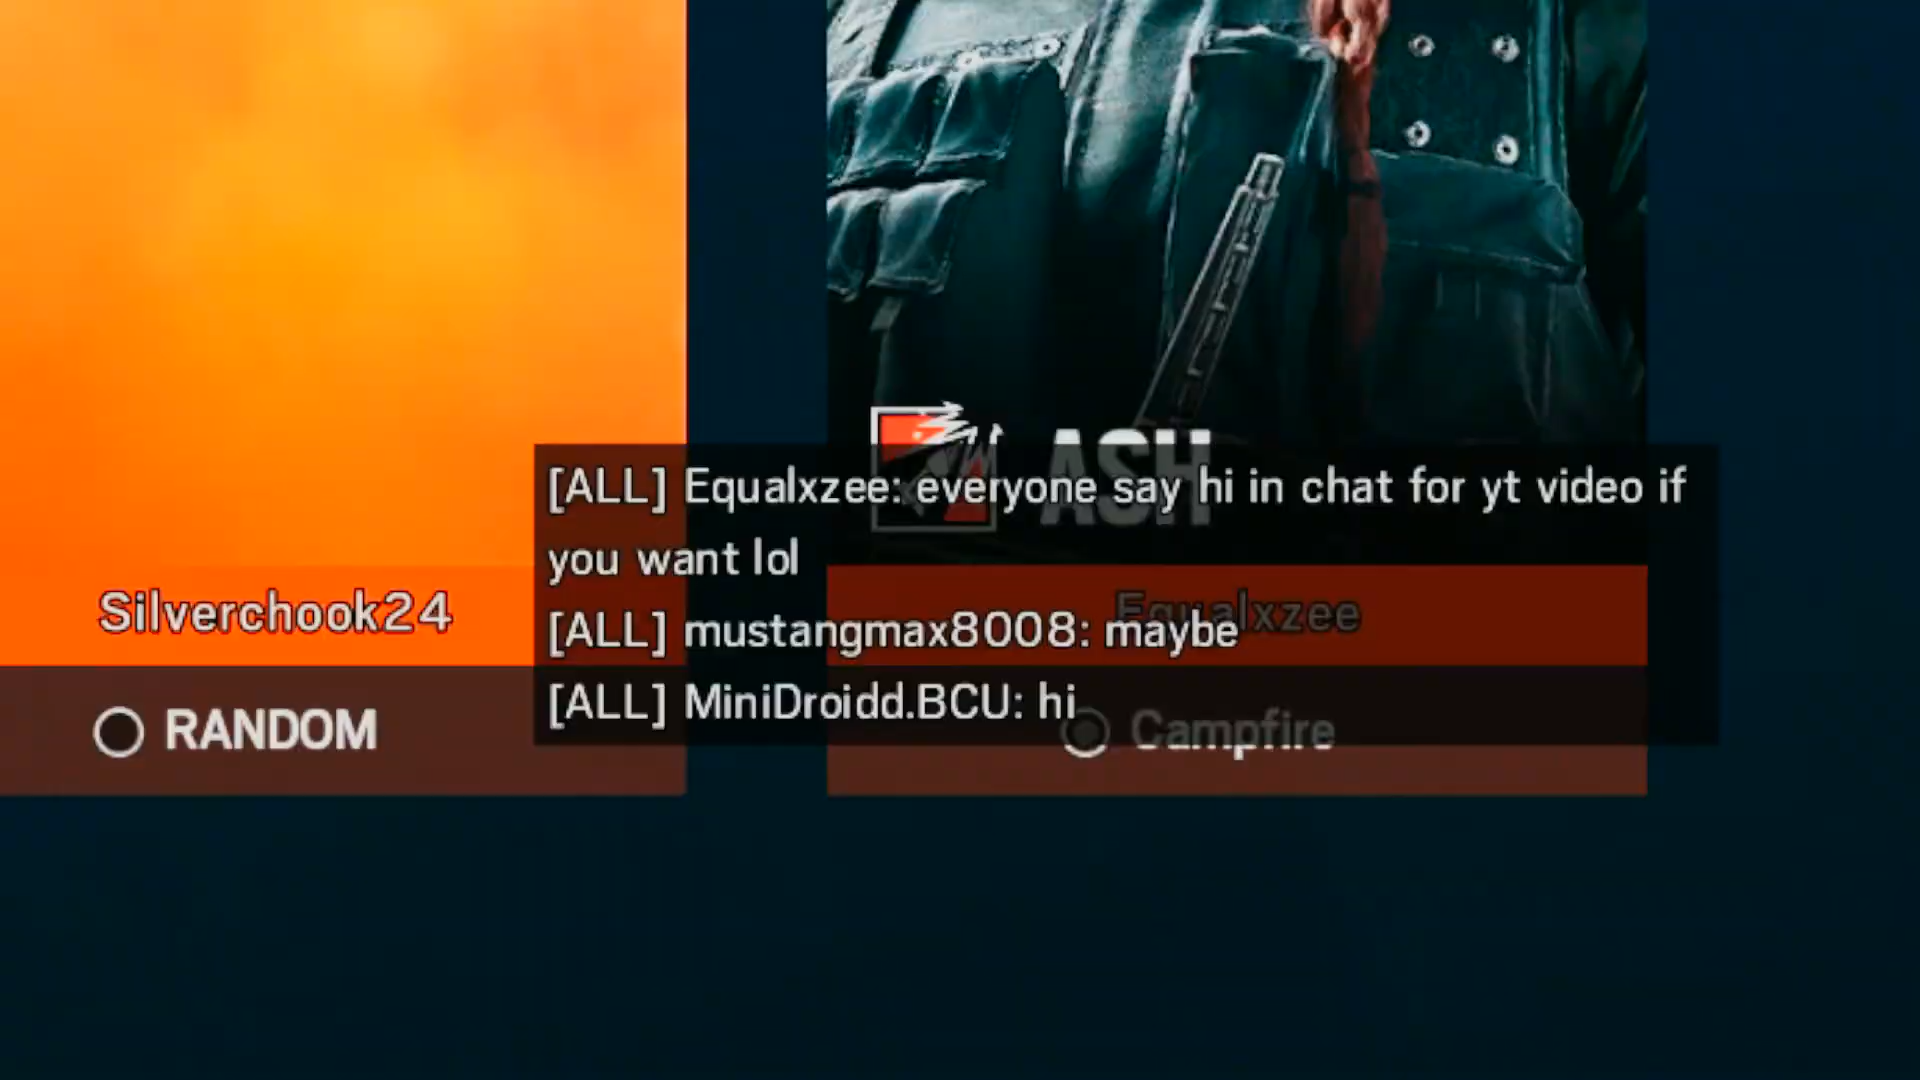 ASH
[ALL] Equalxzee: everyone say hi in chat for yt video if
you want lol
Silverchook24
Equalxzee
[ALL] mustangmax8008: maybe
[ALL] MiniDroidd.BCU: hi
RANDOM
Campfire